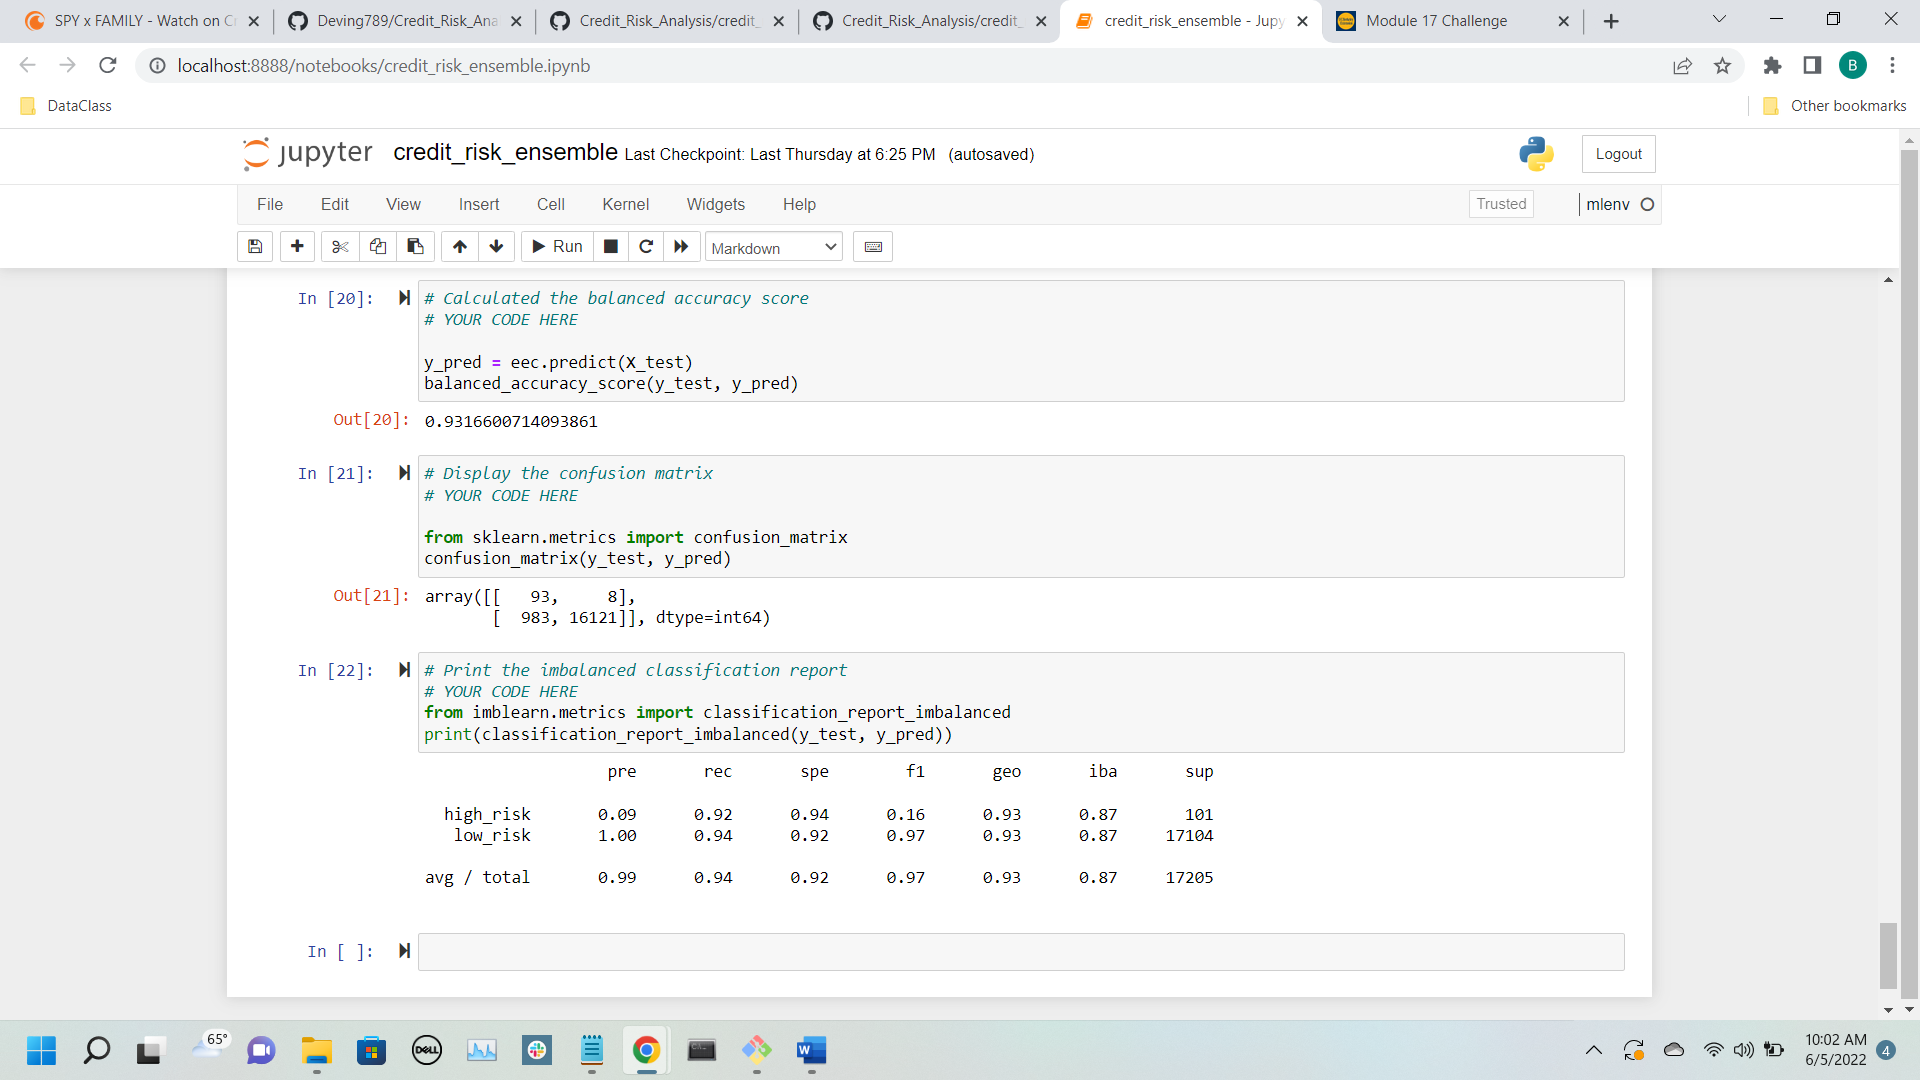 SPY x FAMILY - Watch on Cr
Deving789/Credit_Risk_Ana
Credit_Risk_Analysis/credit_
Credit_Risk_Analysis/credit_
credit_risk_ensemble - Jupy
Module 17 Challenge
localhost:8888/notebooks/credit_risk_ensemble.ipynb
B
DataClass
Other bookmarks
jupyter credit_risk_ensemble Last Checkpoint: Last Thursday at 6:25 PM (autosaved)
Logout
File Edit View Insert Cell Kernel Widgets Help
Trusted
mlenv
Run
Markdown
In [20]:
# Calculated the balanced accuracy score
# YOUR CODE HERE
y_pred = eec.predict(X_test)
balanced_accuracy_score(y_test, y_pred)
Out[20]: 0.9316600714093861
In [21]:
# Display the confusion matrix
# YOUR CODE HERE
from sklearn.metrics import confusion_matrix
confusion_matrix(y_test, y_pred)
Out[21]: array([[   93,     8],
       [  983, 16121]], dtype=int64)
In [22]:
# Print the imbalanced classification report
# YOUR CODE HERE
from imblearn.metrics import classification_report_imbalanced
print(classification_report_imbalanced(y_test, y_pred))
pre rec spe f1 geo iba sup
high_risk 0.09 0.92 0.94 0.16 0.93 0.87 101
low_risk 1.00 0.94 0.92 0.97 0.93 0.87 17104
avg / total 0.99 0.94 0.92 0.97 0.93 0.87 17205
In [ ]:
65°
DELL
W
10:02 AM
6/5/2022
4